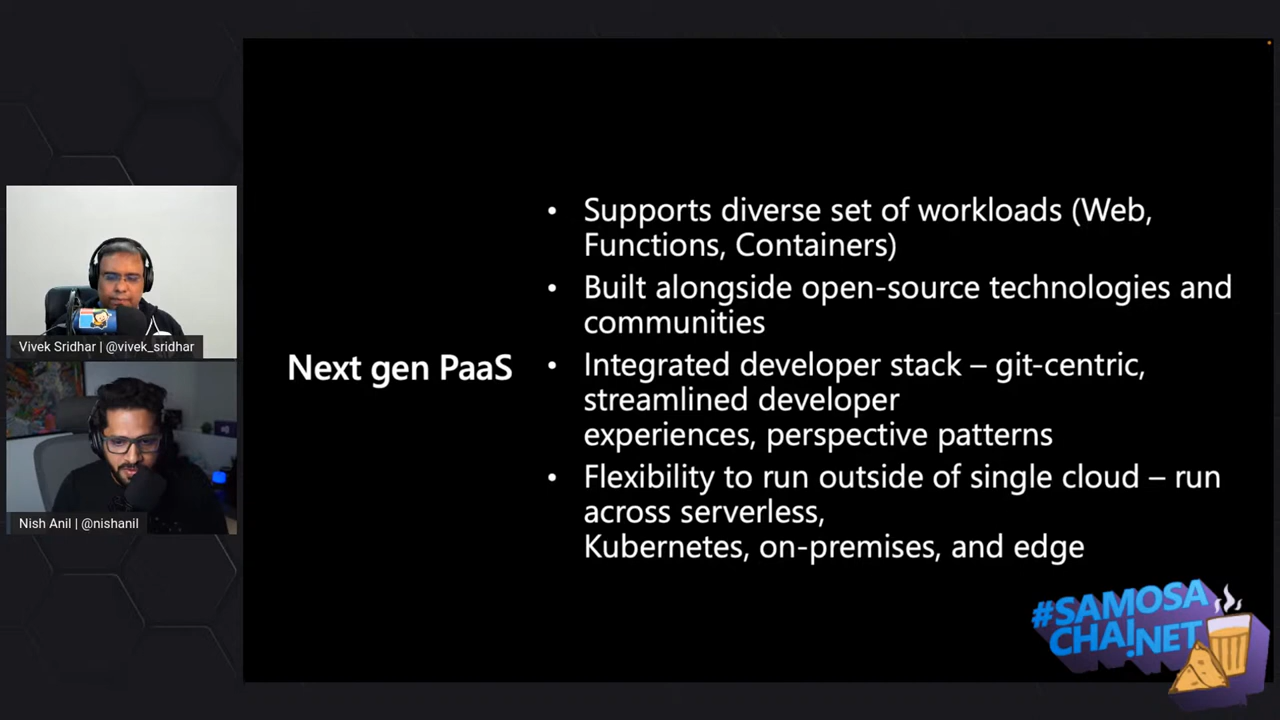 Next gen PaaS
• Supports diverse set of workloads (Web,
Functions, Containers)
• Built alongside open-source technologies and
communities
• Integrated developer stack – git-centric,
streamlined developer
experiences, perspective patterns
• Flexibility to run outside of single cloud – run
across serverless,
Kubernetes, on-premises, and edge
Vivek Sridhar | @vivek_sridhar
Nish Anil | @nishanil
#SAMOSA
CHAI.NET